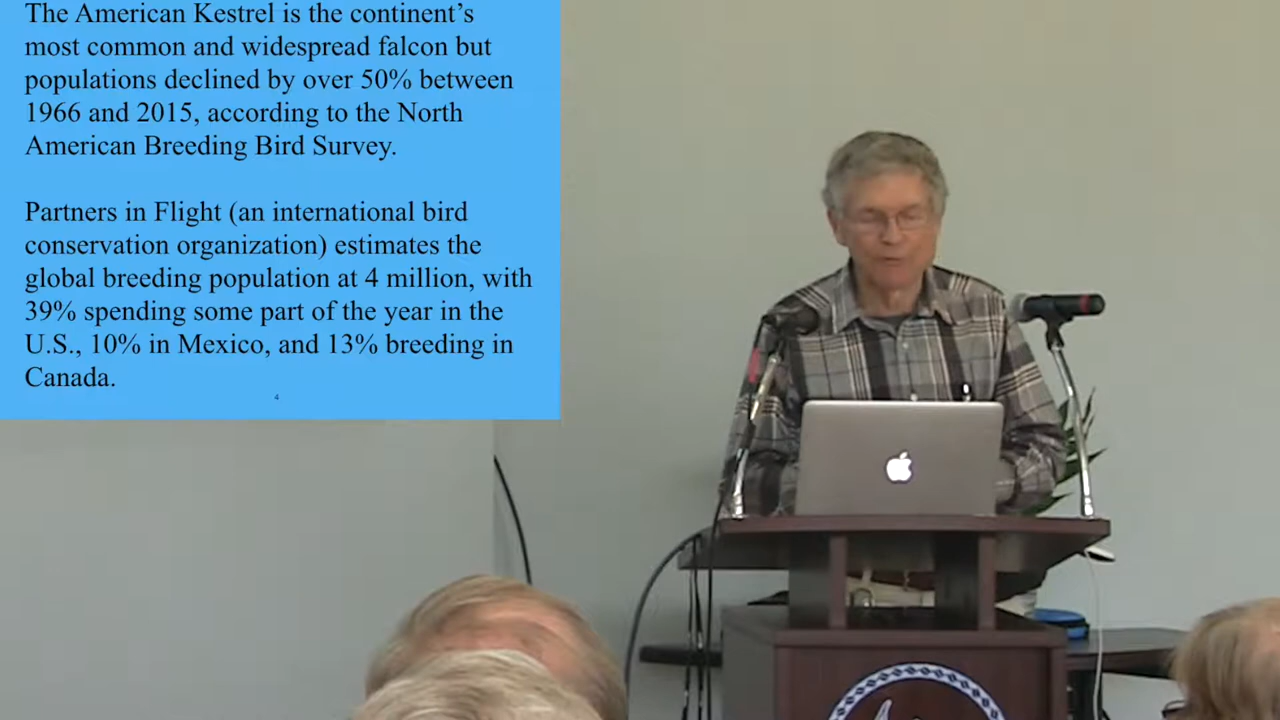 The American Kestrel is the continent’s
most common and widespread falcon but
populations declined by over 50% between
1966 and 2015, according to the North
American Breeding Bird Survey.
Partners in Flight (an international bird
conservation organization) estimates the
global breeding population at 4 million, with
39% spending some part of the year in the
U.S., 10% in Mexico, and 13% breeding in
Canada.
4